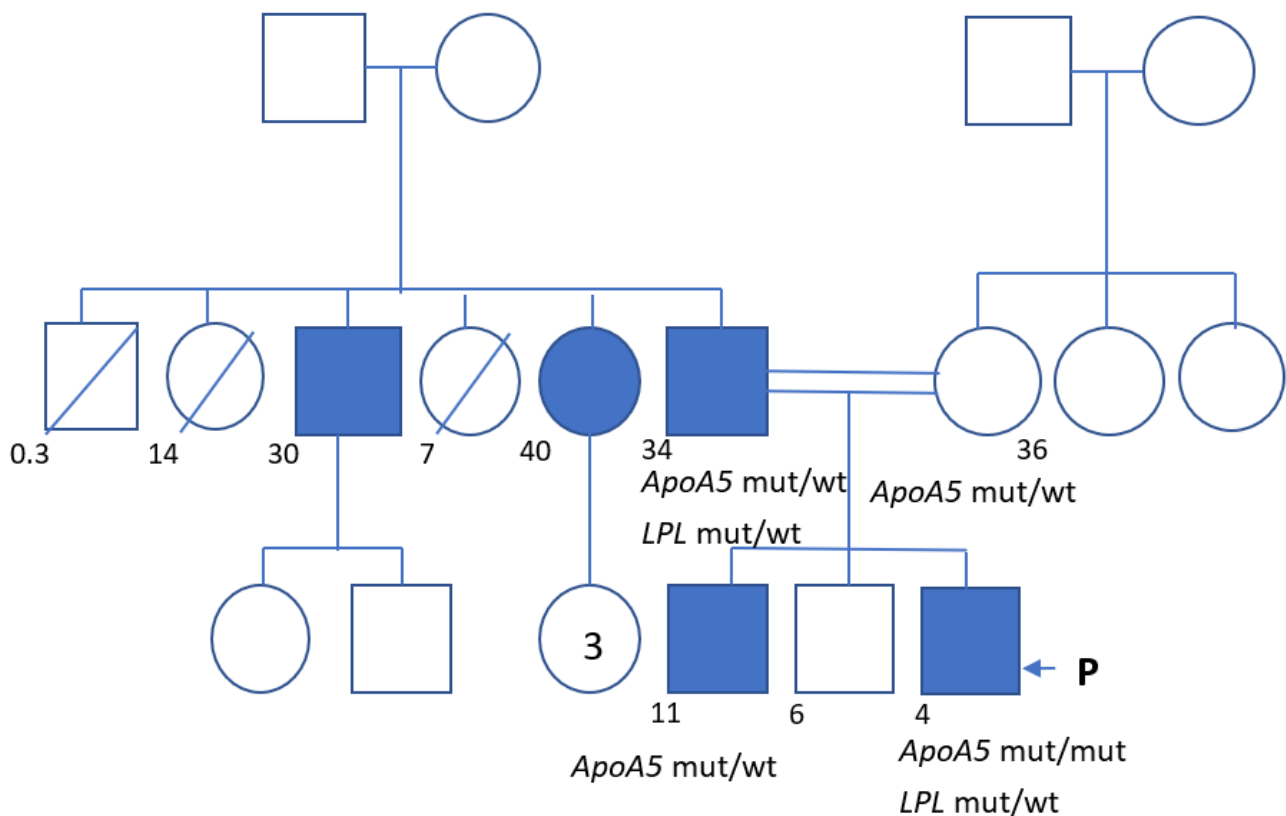 0.3 14 30 7 40 34 36
ApoA5 mut/wt ApoA5 mut/wt
LPL mut/wt
3
P
11 6 4
ApoA5 mut/wt ApoA5 mut/mut
LPL mut/wt